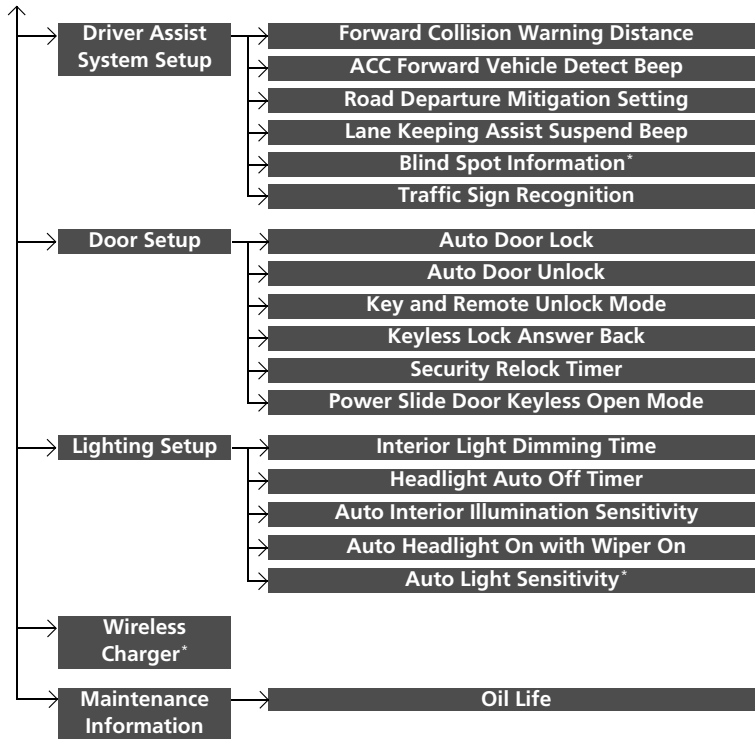 Driver Assist
System Setup
Forward Collision Warning Distance
ACC Forward Vehicle Detect Beep
Road Departure Mitigation Setting
Lane Keeping Assist Suspend Beep
Blind Spot Information*
Traffic Sign Recognition
Door Setup
Auto Door Lock
Auto Door Unlock
Key and Remote Unlock Mode
Keyless Lock Answer Back
Security Relock Timer
Power Slide Door Keyless Open Mode
Lighting Setup
Interior Light Dimming Time
Headlight Auto Off Timer
Auto Interior Illumination Sensitivity
Auto Headlight On with Wiper On
Auto Light Sensitivity*
Wireless
Charger*
Maintenance
Information
Oil Life